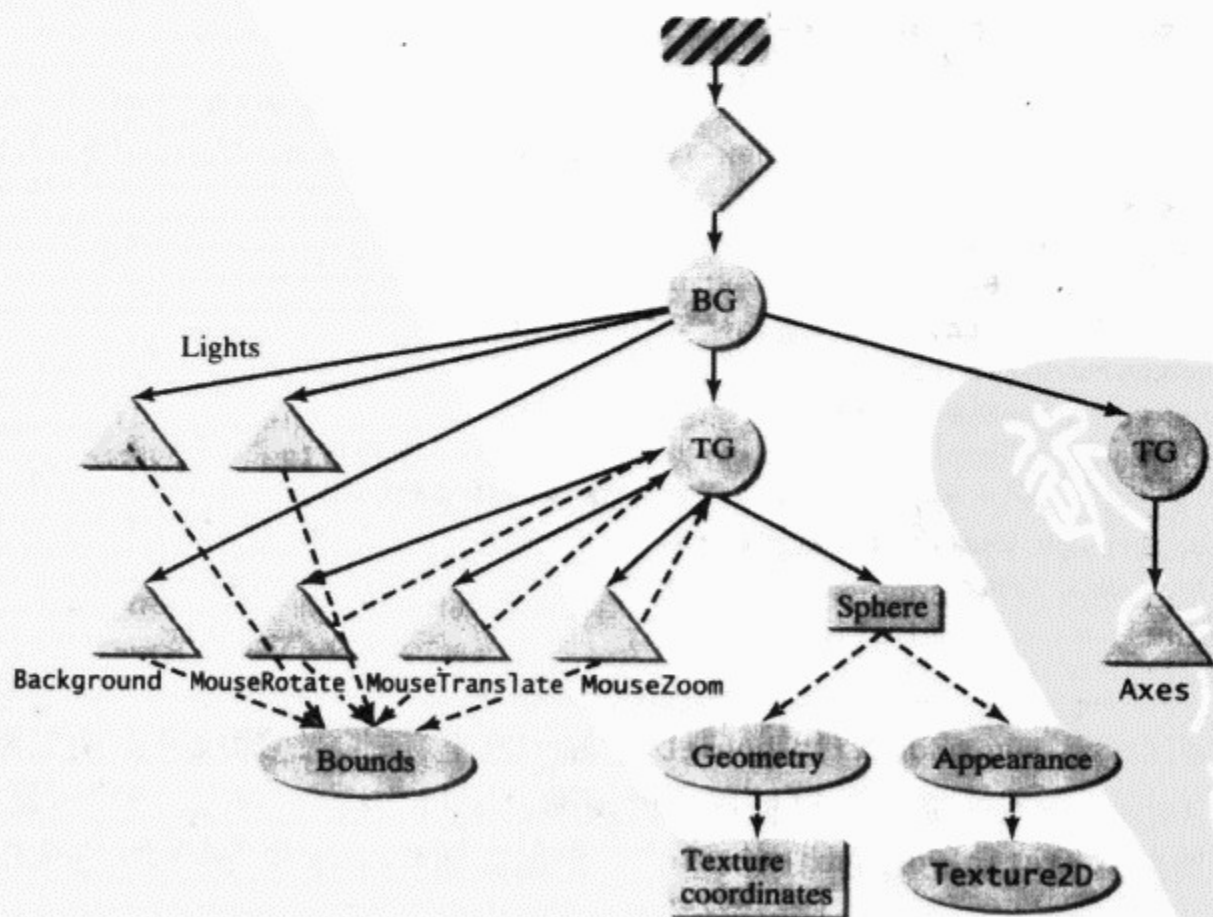 BG
Lights
TG
TG
Sphere
Background
MouseRotate
MouseTranslate
MouseZoom
Axes
Bounds
Geometry
Appearance
Texture
coordinates
Texture2D